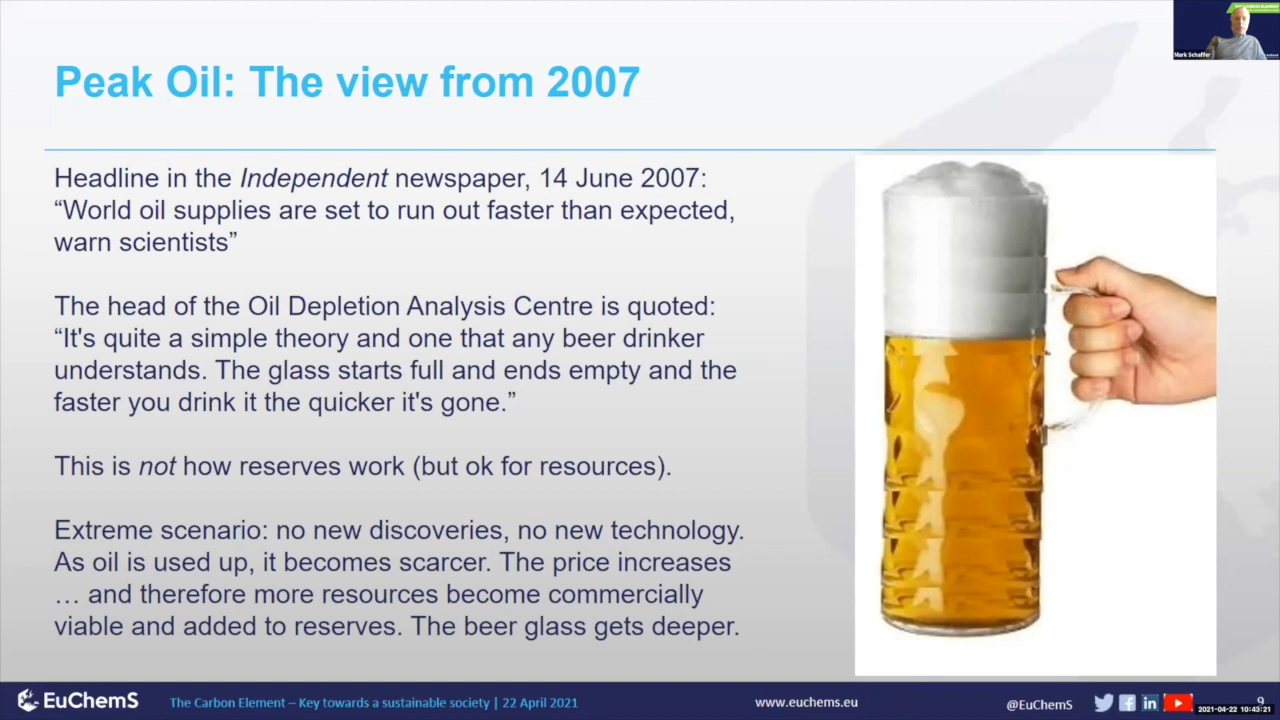 Peak Oil: The view from 2007
Headline in the Independent newspaper, 14 June 2007:
“World oil supplies are set to run out faster than expected,
warn scientists”
The head of the Oil Depletion Analysis Centre is quoted:
“It's quite a simple theory and one that any beer drinker
understands. The glass starts full and ends empty and the
faster you drink it the quicker it's gone.”
This is not how reserves work (but ok for resources).
Extreme scenario: no new discoveries, no new technology.
As oil is used up, it becomes scarcer. The price increases
… and therefore more resources become commercially
viable and added to reserves. The beer glass gets deeper.
Mark Schaffer
EuChemS
The Carbon Element – Key towards a sustainable society | 22 April 2021
www.euchems.eu
@EuChemS
9
2021-04-22 10:43:21